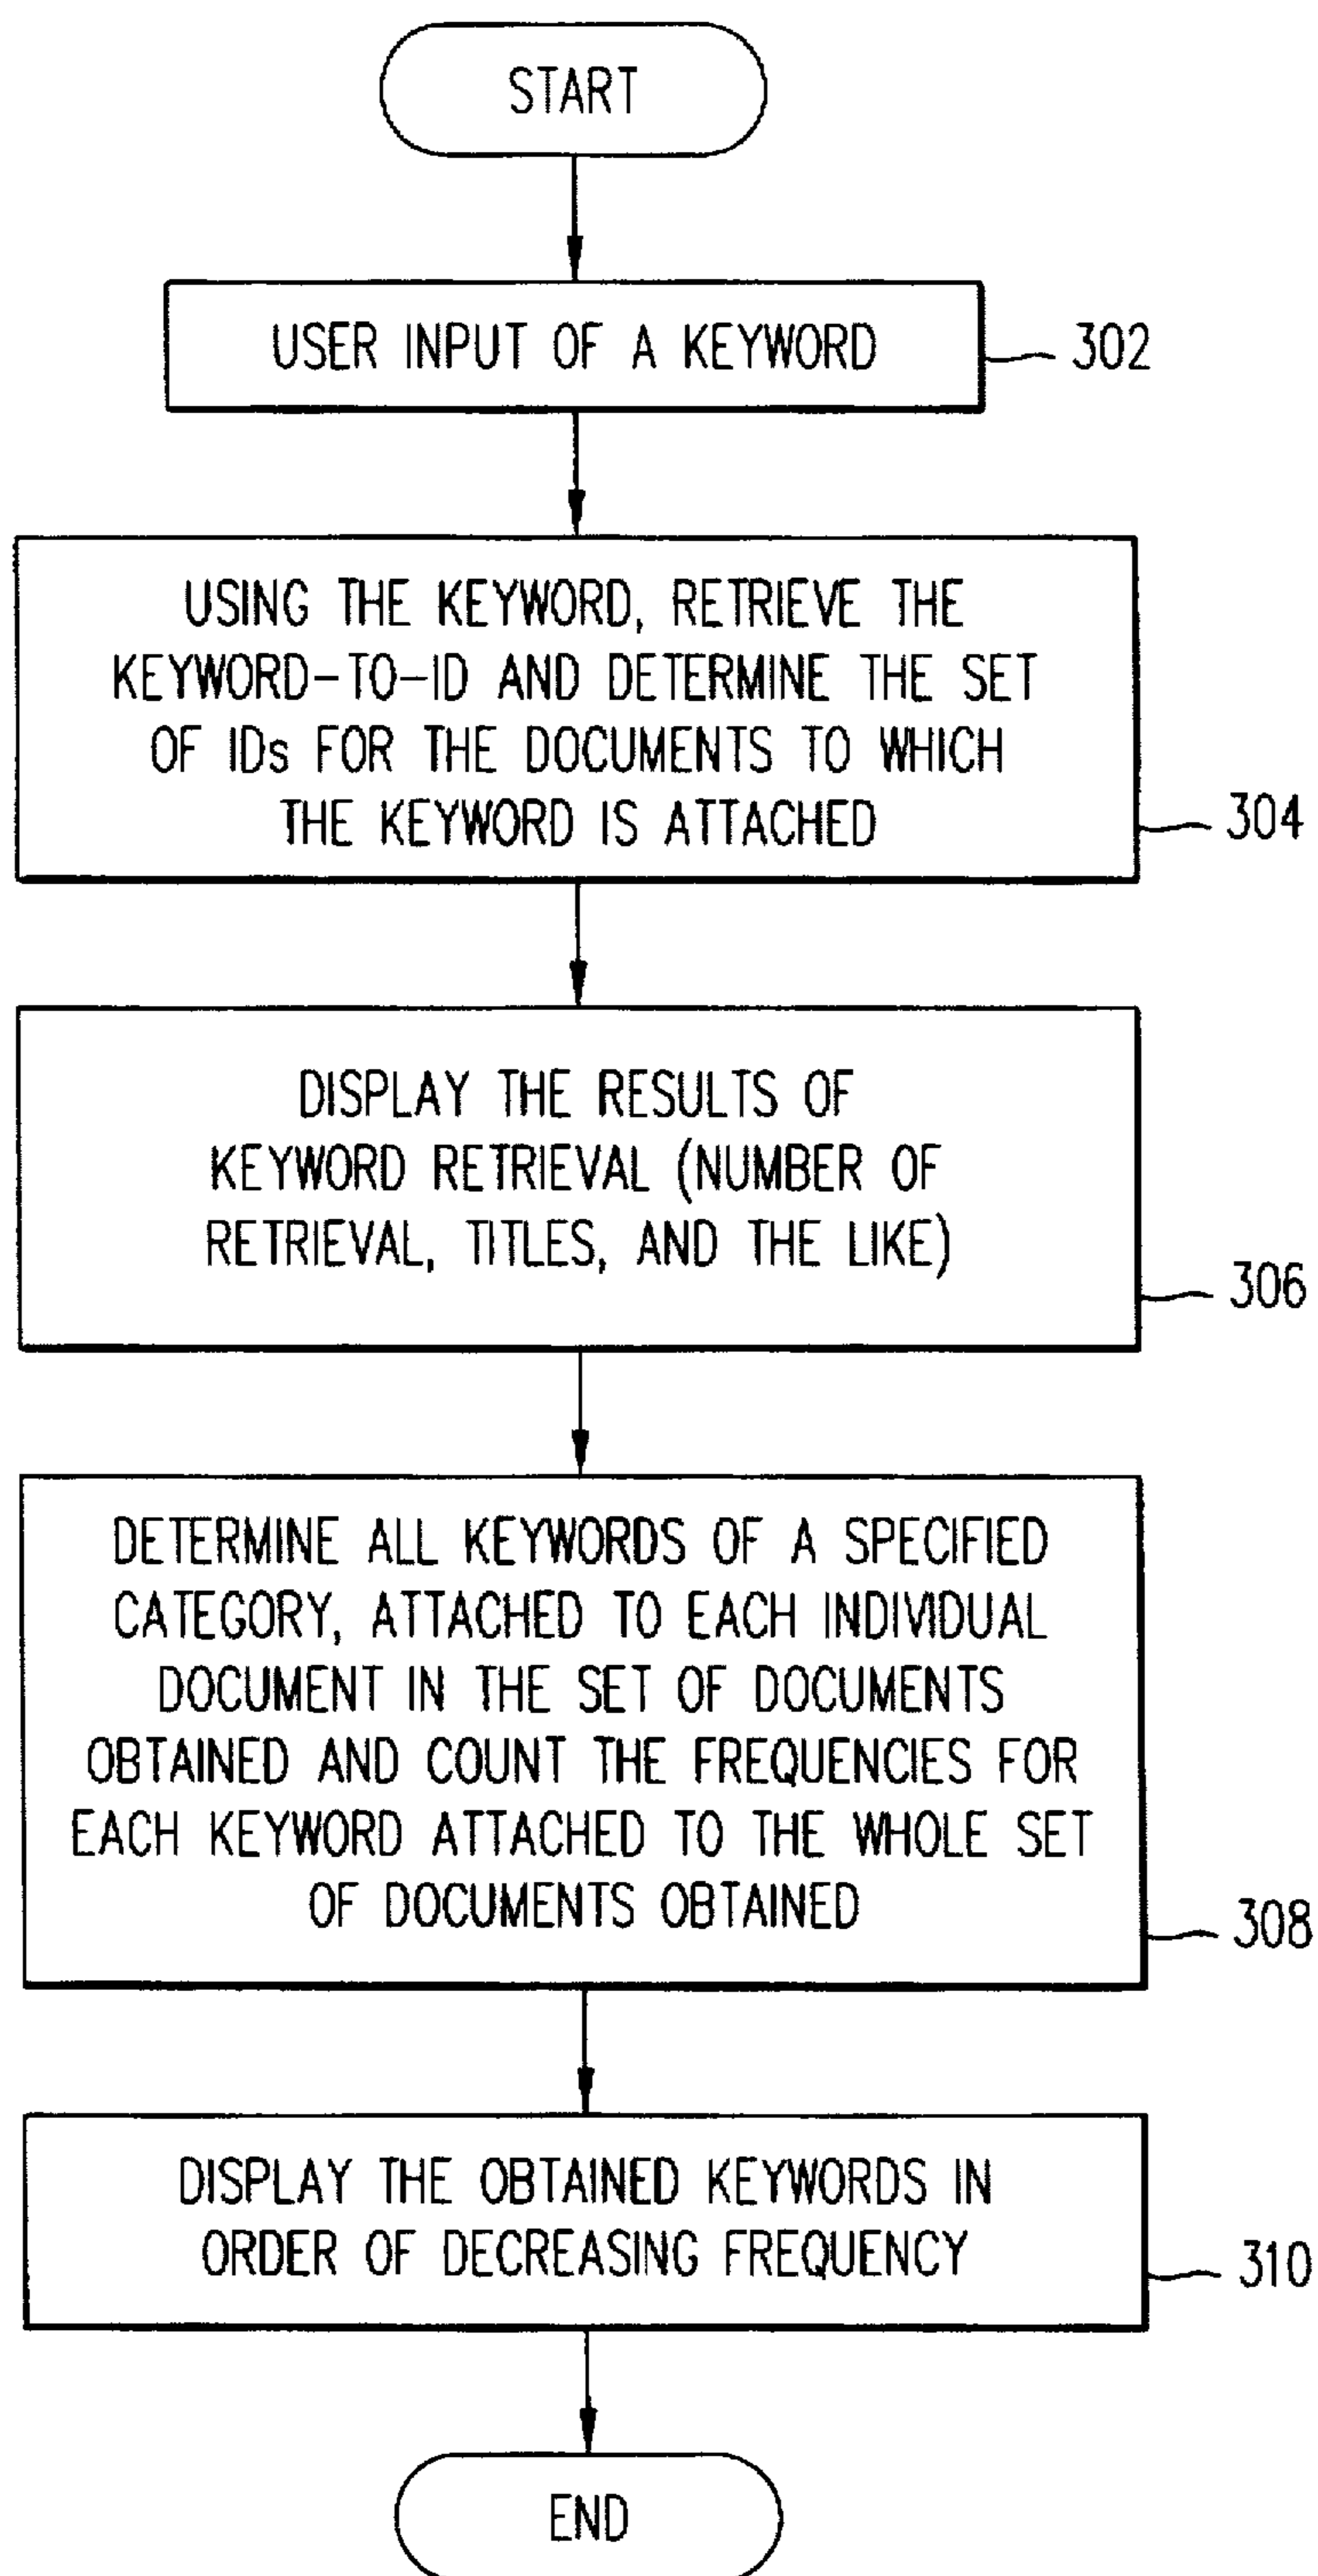 START
USER INPUT OF A KEYWORD
302
USING THE KEYWORD, RETRIEVE THE
KEYWORD-TO-ID AND DETERMINE THE SET
OF IDs FOR THE DOCUMENTS TO WHICH
THE KEYWORD IS ATTACHED
304
DISPLAY THE RESULTS OF
KEYWORD RETRIEVAL (NUMBER OF
RETRIEVAL, TITLES, AND THE LIKE)
306
DETERMINE ALL KEYWORDS OF A SPECIFIED
CATEGORY, ATTACHED TO EACH INDIVIDUAL
DOCUMENT IN THE SET OF DOCUMENTS
OBTAINED AND COUNT THE FREQUENCIES FOR
EACH KEYWORD ATTACHED TO THE WHOLE SET
OF DOCUMENTS OBTAINED
308
DISPLAY THE OBTAINED KEYWORDS IN
ORDER OF DECREASING FREQUENCY
310
END